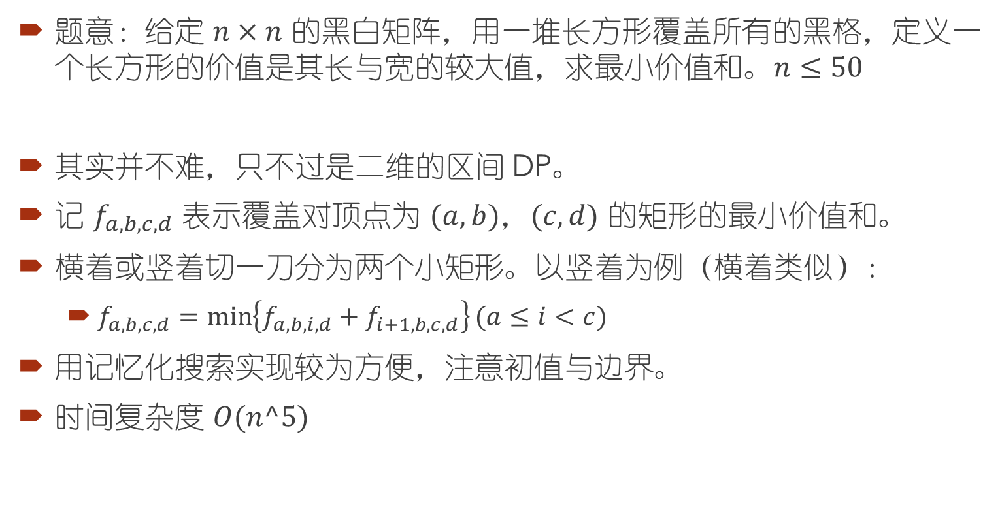 题意：给定 n × n 的黑白矩阵，用一堆长方形覆盖所有的黑格，定义一
个长方形的价值是其长与宽的较大值，求最小价值和。n ≤ 50
其实并不难，只不过是二维的区间 DP。
记 f_{a,b,c,d} 表示覆盖对顶点为 (a, b)，(c, d) 的矩形的最小价值和。
横着或竖着切一刀分为两个小矩形。以竖着为例（横着类似）：
f_{a,b,c,d} = min{f_{a,b,i,d} + f_{i+1,b,c,d}}(a ≤ i < c)
用记忆化搜索实现较为方便，注意初值与边界。
时间复杂度 O(n^5)